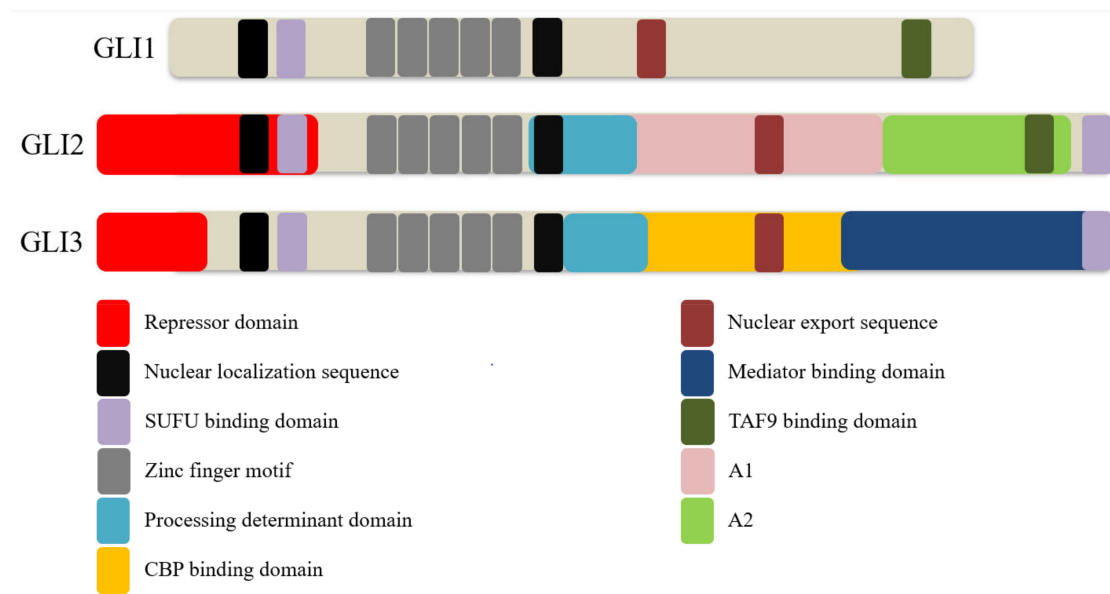 GLI1
GLI2
GLI3
Repressor domain
Nuclear localization sequence
SUFU binding domain
Zinc finger motif
Processing determinant domain
CBP binding domain
Nuclear export sequence
Mediator binding domain
TAF9 binding domain
A1
A2